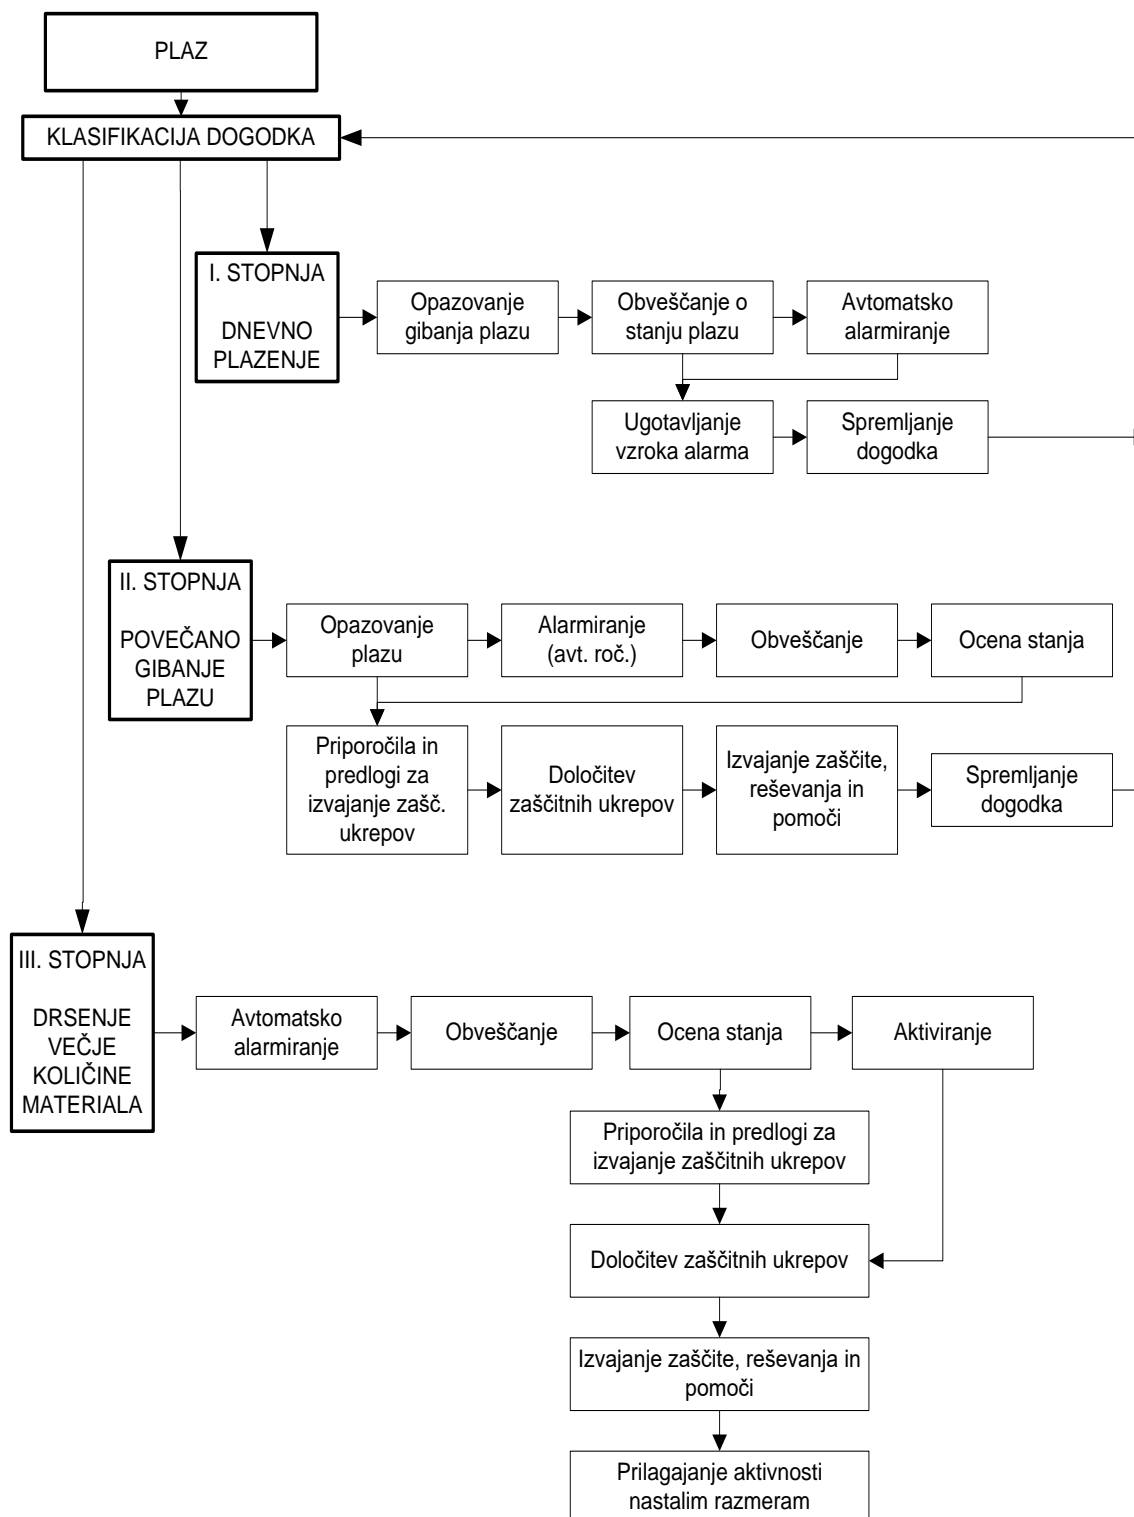 PLAZ
KLASIFIKACIJA DOGODKA
I. STOPNJA
DNEVNO
PLAZENJE
Opazovanje
gibanja plazu
Obveščanje o
stanju plazu
Avtomatsko
alarmiranje
Ugotavljanje
vzroka alarma
Spremljanje
dogodka
II. STOPNJA
POVEČANO
GIBANJE
PLAZU
Opazovanje
plazu
Alarmiranje
(avt. roč.)
Obveščanje
Ocena stanja
Priporočila in
predlogi za
izvajanje zašč.
ukrepov
Določitev
zaščitnih ukrepov
Izvajanje zaščite,
reševanja in
pomoči
Spremljanje
dogodka
III. STOPNJA
DRSENJE
VEČJE
KOLIČINE
MATERIALA
Avtomatsko
alarmiranje
Obveščanje
Ocena stanja
Aktiviranje
Priporočila in predlogi za
izvajanje zaščitnih ukrepov
Določitev zaščitnih ukrepov
Izvajanje zaščite, reševanja in
pomoči
Prilagajanje aktivnosti
nastalim razmeram